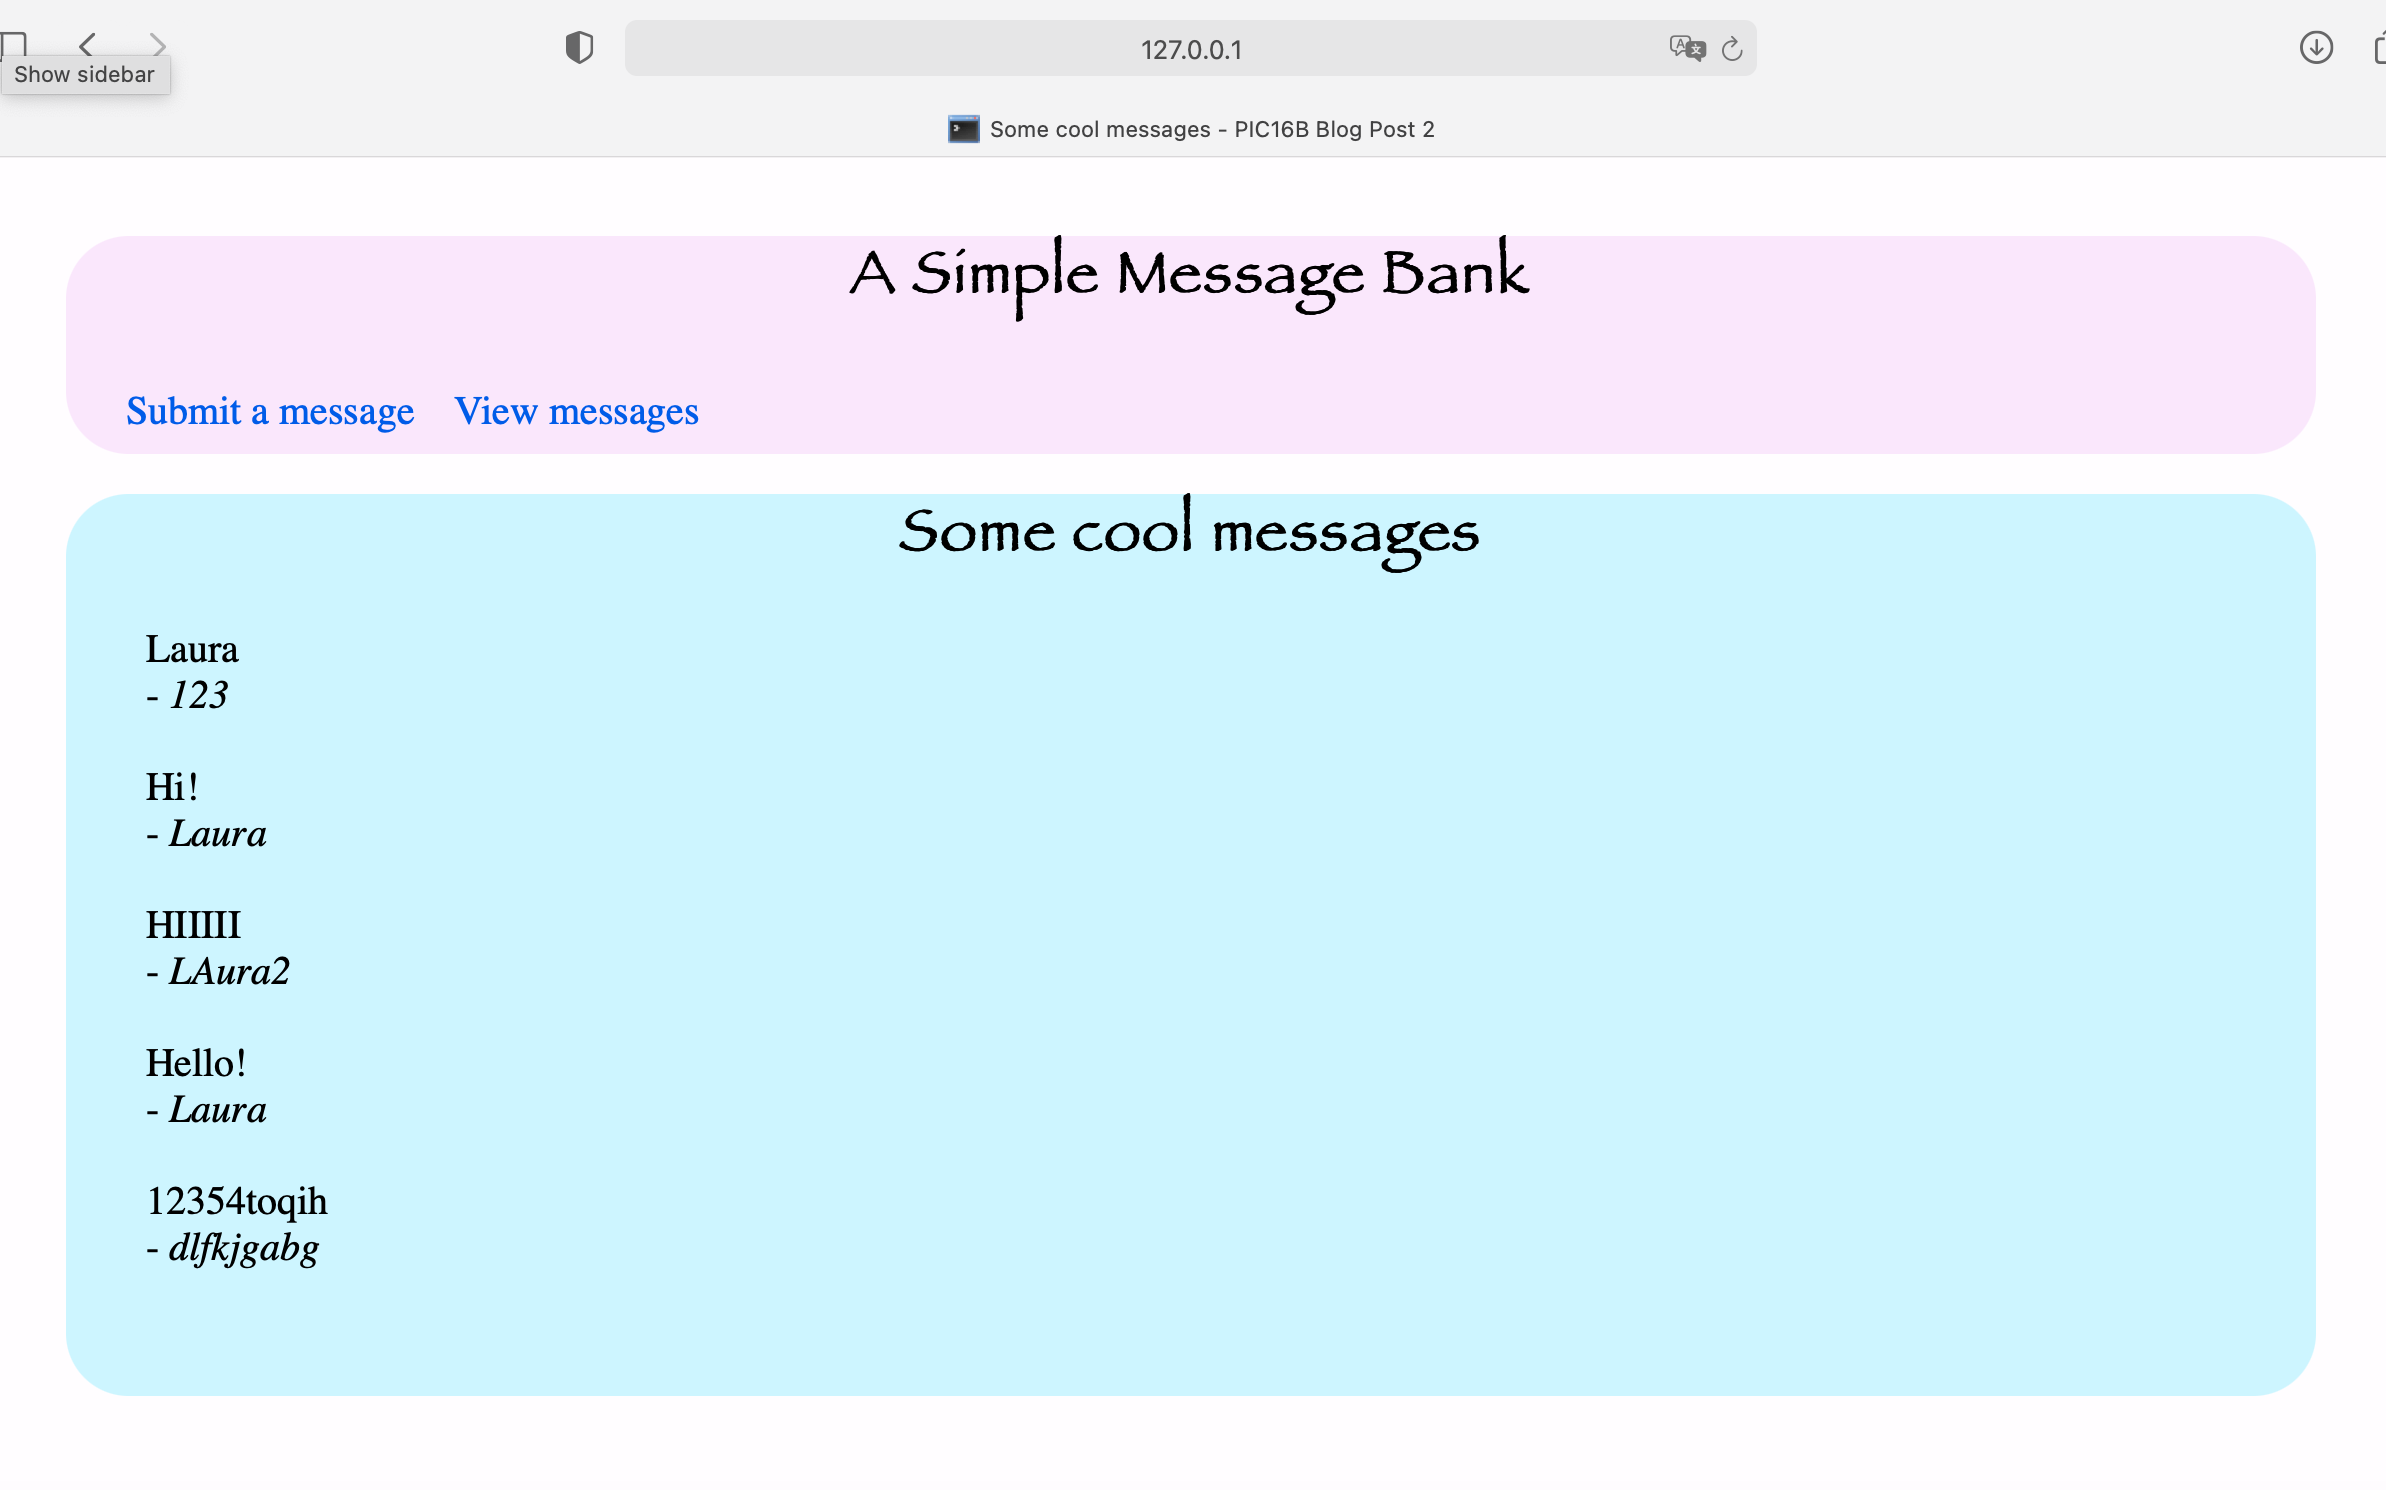 127.0.0.1
Show sidebar
Some cool messages - PIC16B Blog Post 2
A Simple Message Bank
Submit a message View messages
Some cool messages
Laura
- 123
Hi!
- Laura
HIIIII
- LAura2
Hello!
- Laura
12354toqih
- dlfkjgabg